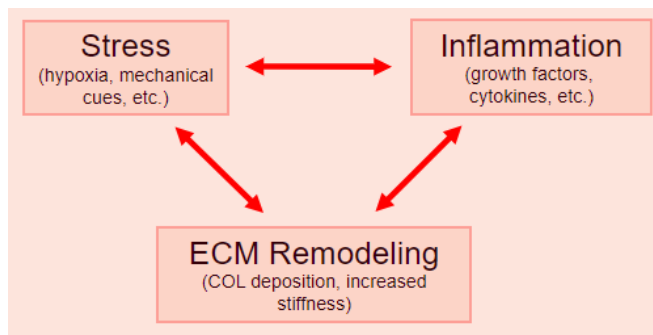 Stress
(hypoxia, mechanical
cues, etc.)
Inflammation
(growth factors,
cytokines, etc.)
ECM Remodeling
(COL deposition, increased
stiffness)